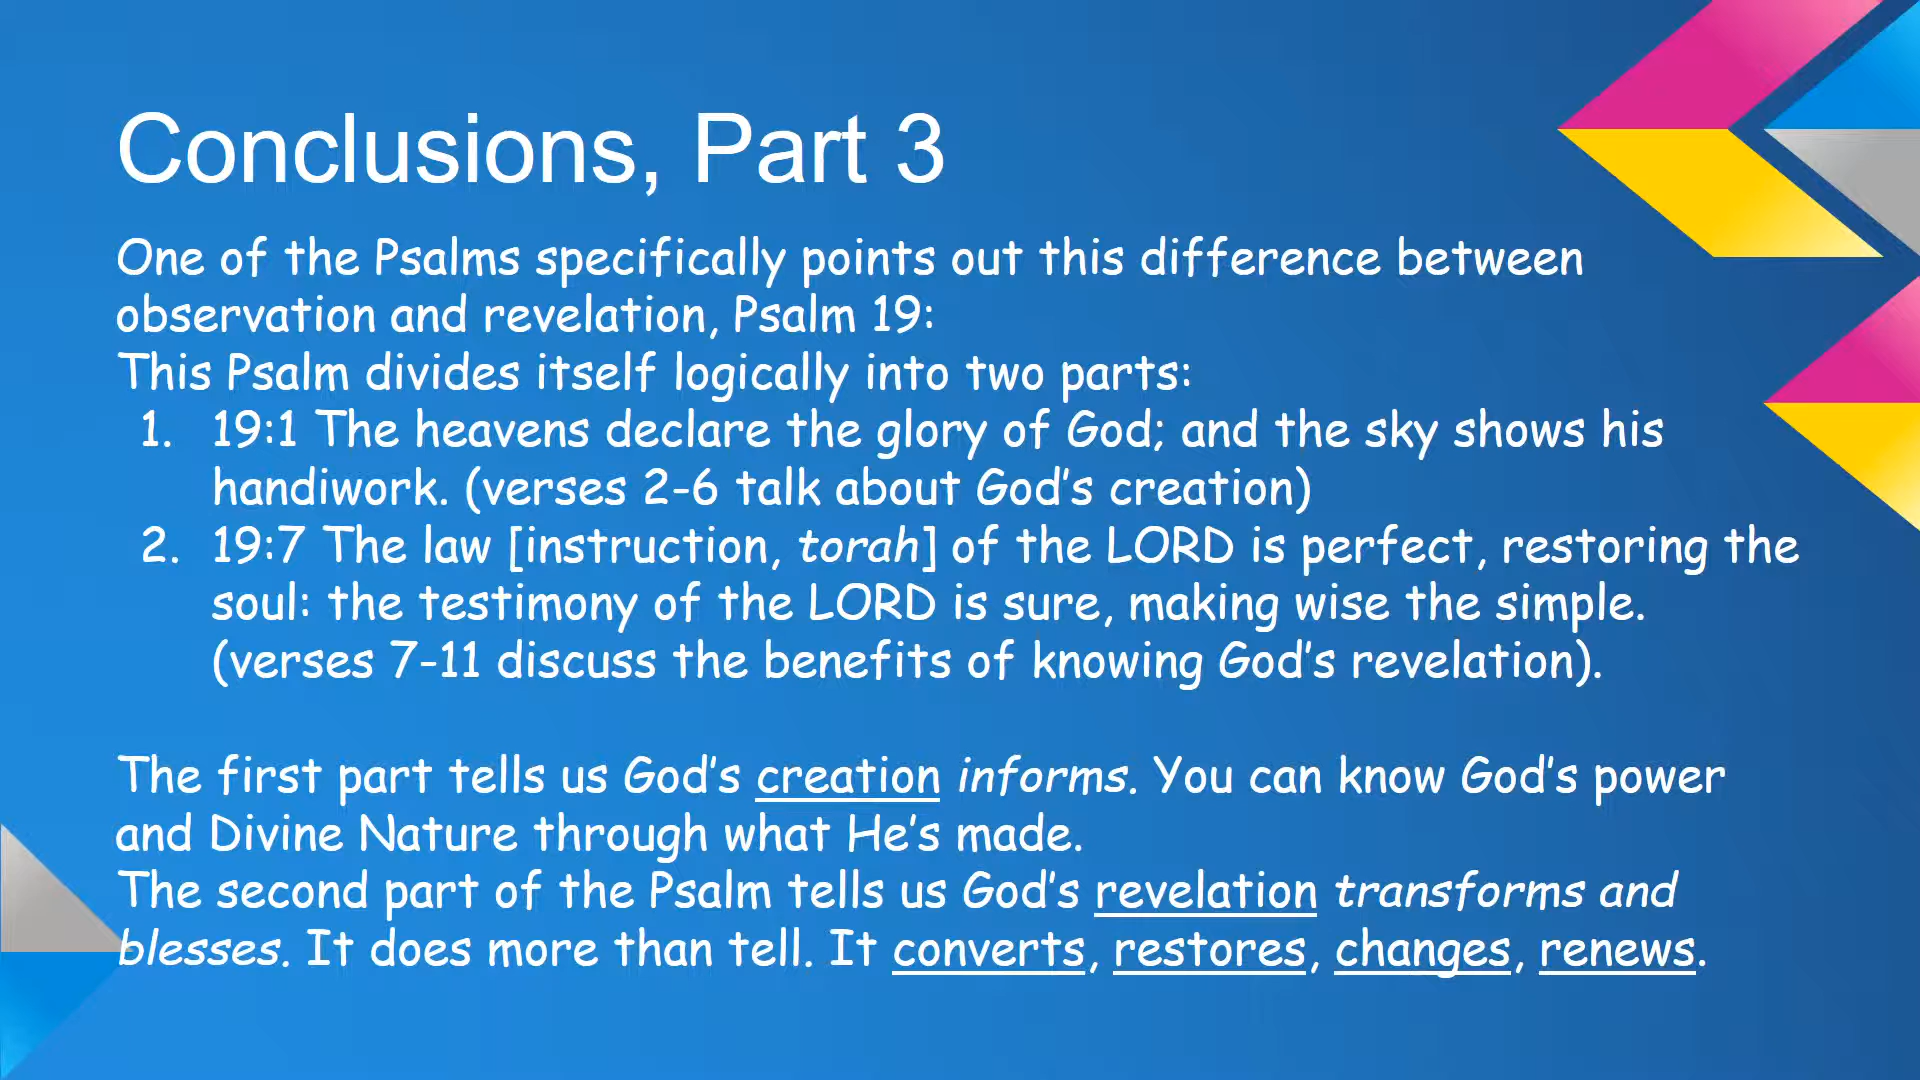 Conclusions, Part 3
One of the Psalms specifically points out this difference between
observation and revelation, Psalm 19:
This Psalm divides itself logically into two parts:
1. 19:1 The heavens declare the glory of God; and the sky shows his
handiwork. (verses 2-6 talk about God's creation)
2. 19:7 The law [instruction, torah] of the LORD is perfect, restoring the
soul: the testimony of the LORD is sure, making wise the simple.
(verses 7-11 discuss the benefits of knowing God's revelation).
The first part tells us God's creation informs. You can know God's power
and Divine Nature through what He's made.
The second part of the Psalm tells us God's revelation transforms and
blesses. It does more than tell. It converts, restores, changes, renews.